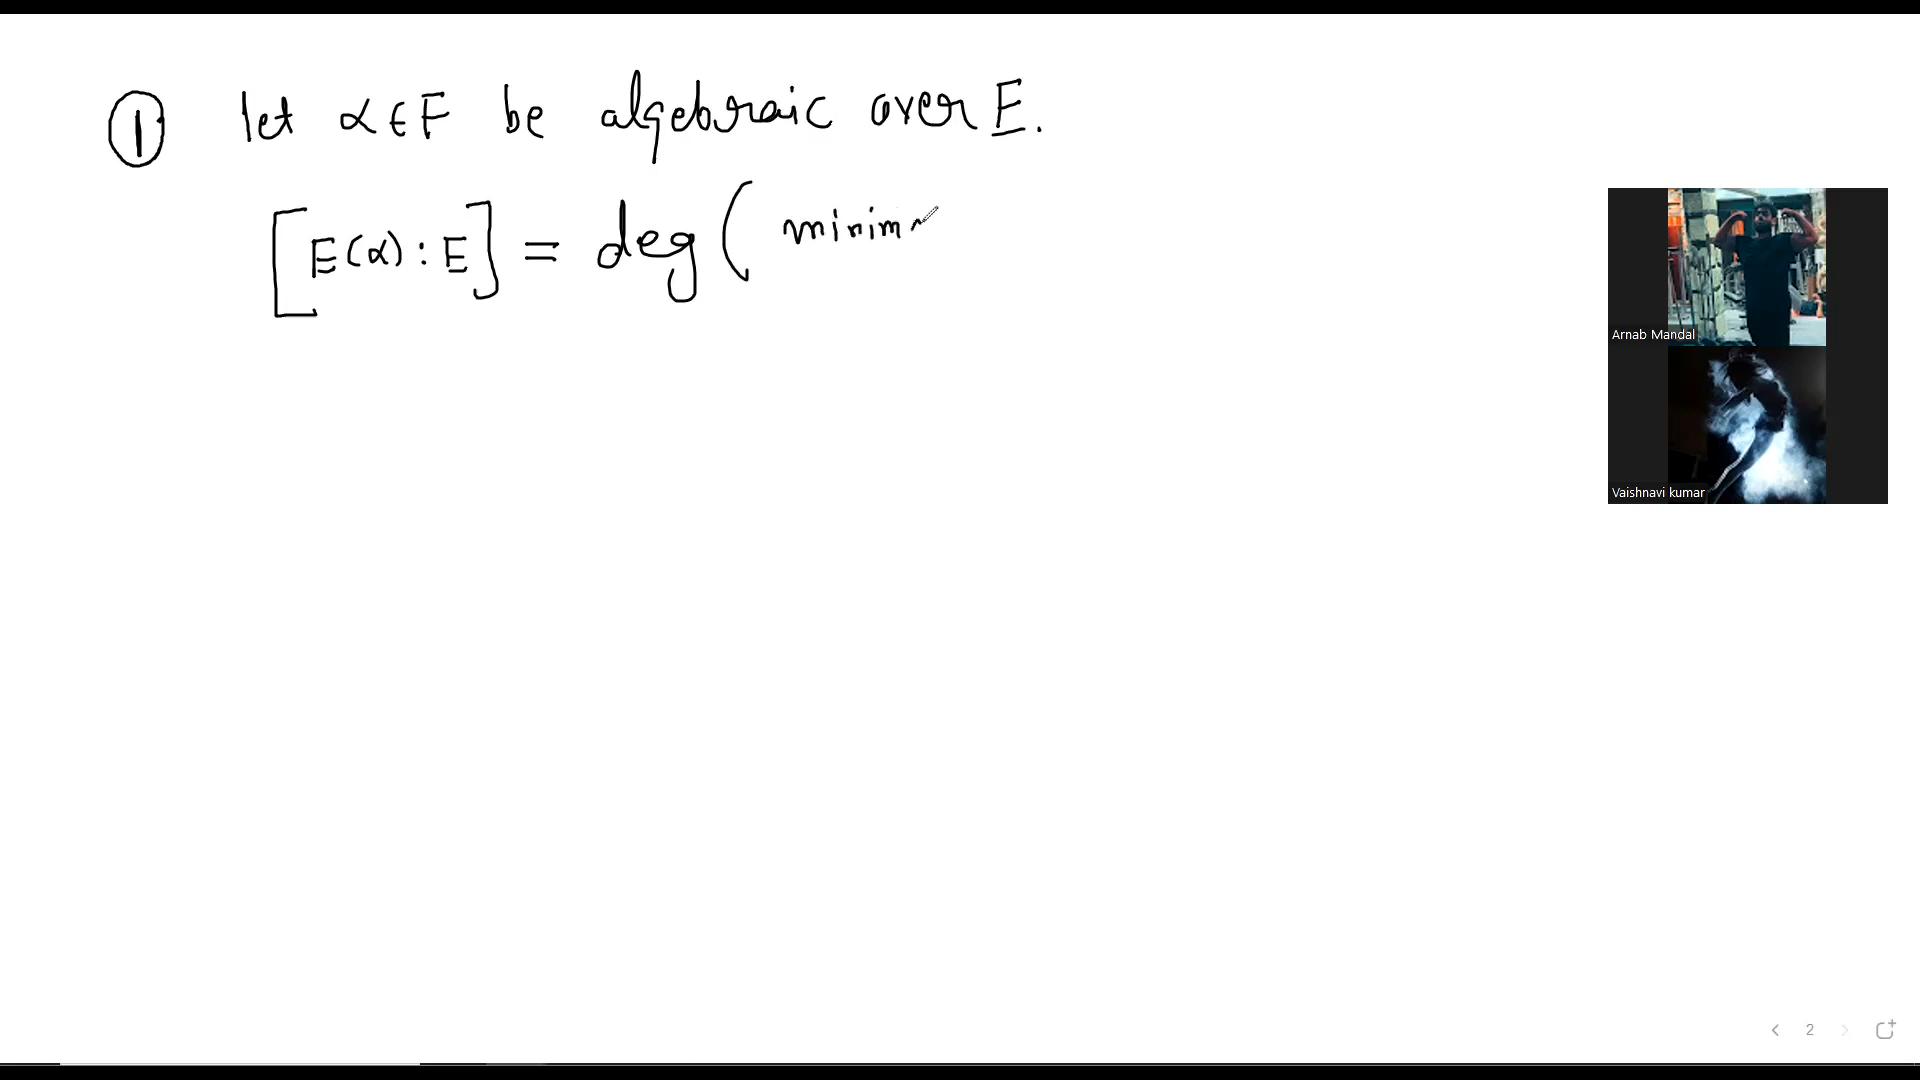 ① let α ∈ F be algebraic over E.
[E(α) : E] = deg ( minim
Arnab Mandal
Vaishnavi kumar
2